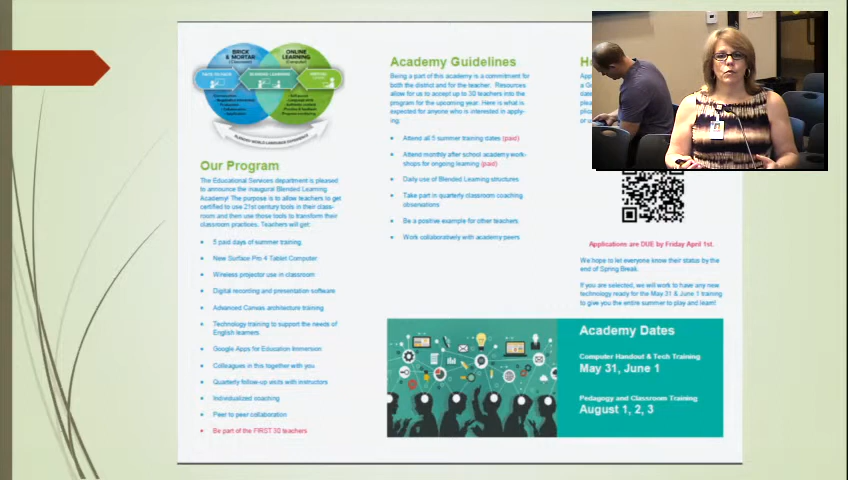 BRICK
& MORTAR
(Classroom)
ONLINE
LEARNING
(Computer)
FACE TO FACE
BLENDED LEARNING
VIRTUAL
Our Program
The Educational Services department is pleased
to announce the inaugural Blended Learning
Academy! The purpose is to allow teachers to get
certified to use 21st century tools in their class-
room and then use those tools to transform their
classroom practices. Teachers will get:
• 5 paid days of summer training
• New Surface Pro 4 Tablet Computer
• Wireless projector use in classroom
• Digital recording and presentation software
• Advanced Canvas architecture training
• Technology training to support the needs of
English learners
• Google Apps for Education Immersion
• Colleagues in this together with you
• Quarterly follow-up visits with instructors
• Individualized coaching
• Peer to peer collaboration
• Be part of the FIRST 30 teachers
Academy Guidelines
Being a part of this academy is a commitment for
both the district and for the teacher. Resources
allow for us to accept up to 30 teachers into the
program for the upcoming year. Here is what is
expected for anyone who is interested in apply-
ing:
• Attend all 5 summer training dates (paid)
• Attend monthly after school academy work-
shops for ongoing learning (paid)
• Daily use of Blended Learning structures
• Take part in quarterly classroom coaching
observations
• Be a positive example for other teachers
• Work collaboratively with academy peers
Applications are DUE by Friday April 1st.
We hope to let everyone know their status by the
end of Spring Break.
If you are selected, we will work to have any new
technology ready for the May 31 & June 1 training
to give you the entire summer to play and learn!
Academy Dates
Computer Handout & Tech Training
May 31, June 1
Pedagogy and Classroom Training
August 1, 2, 3